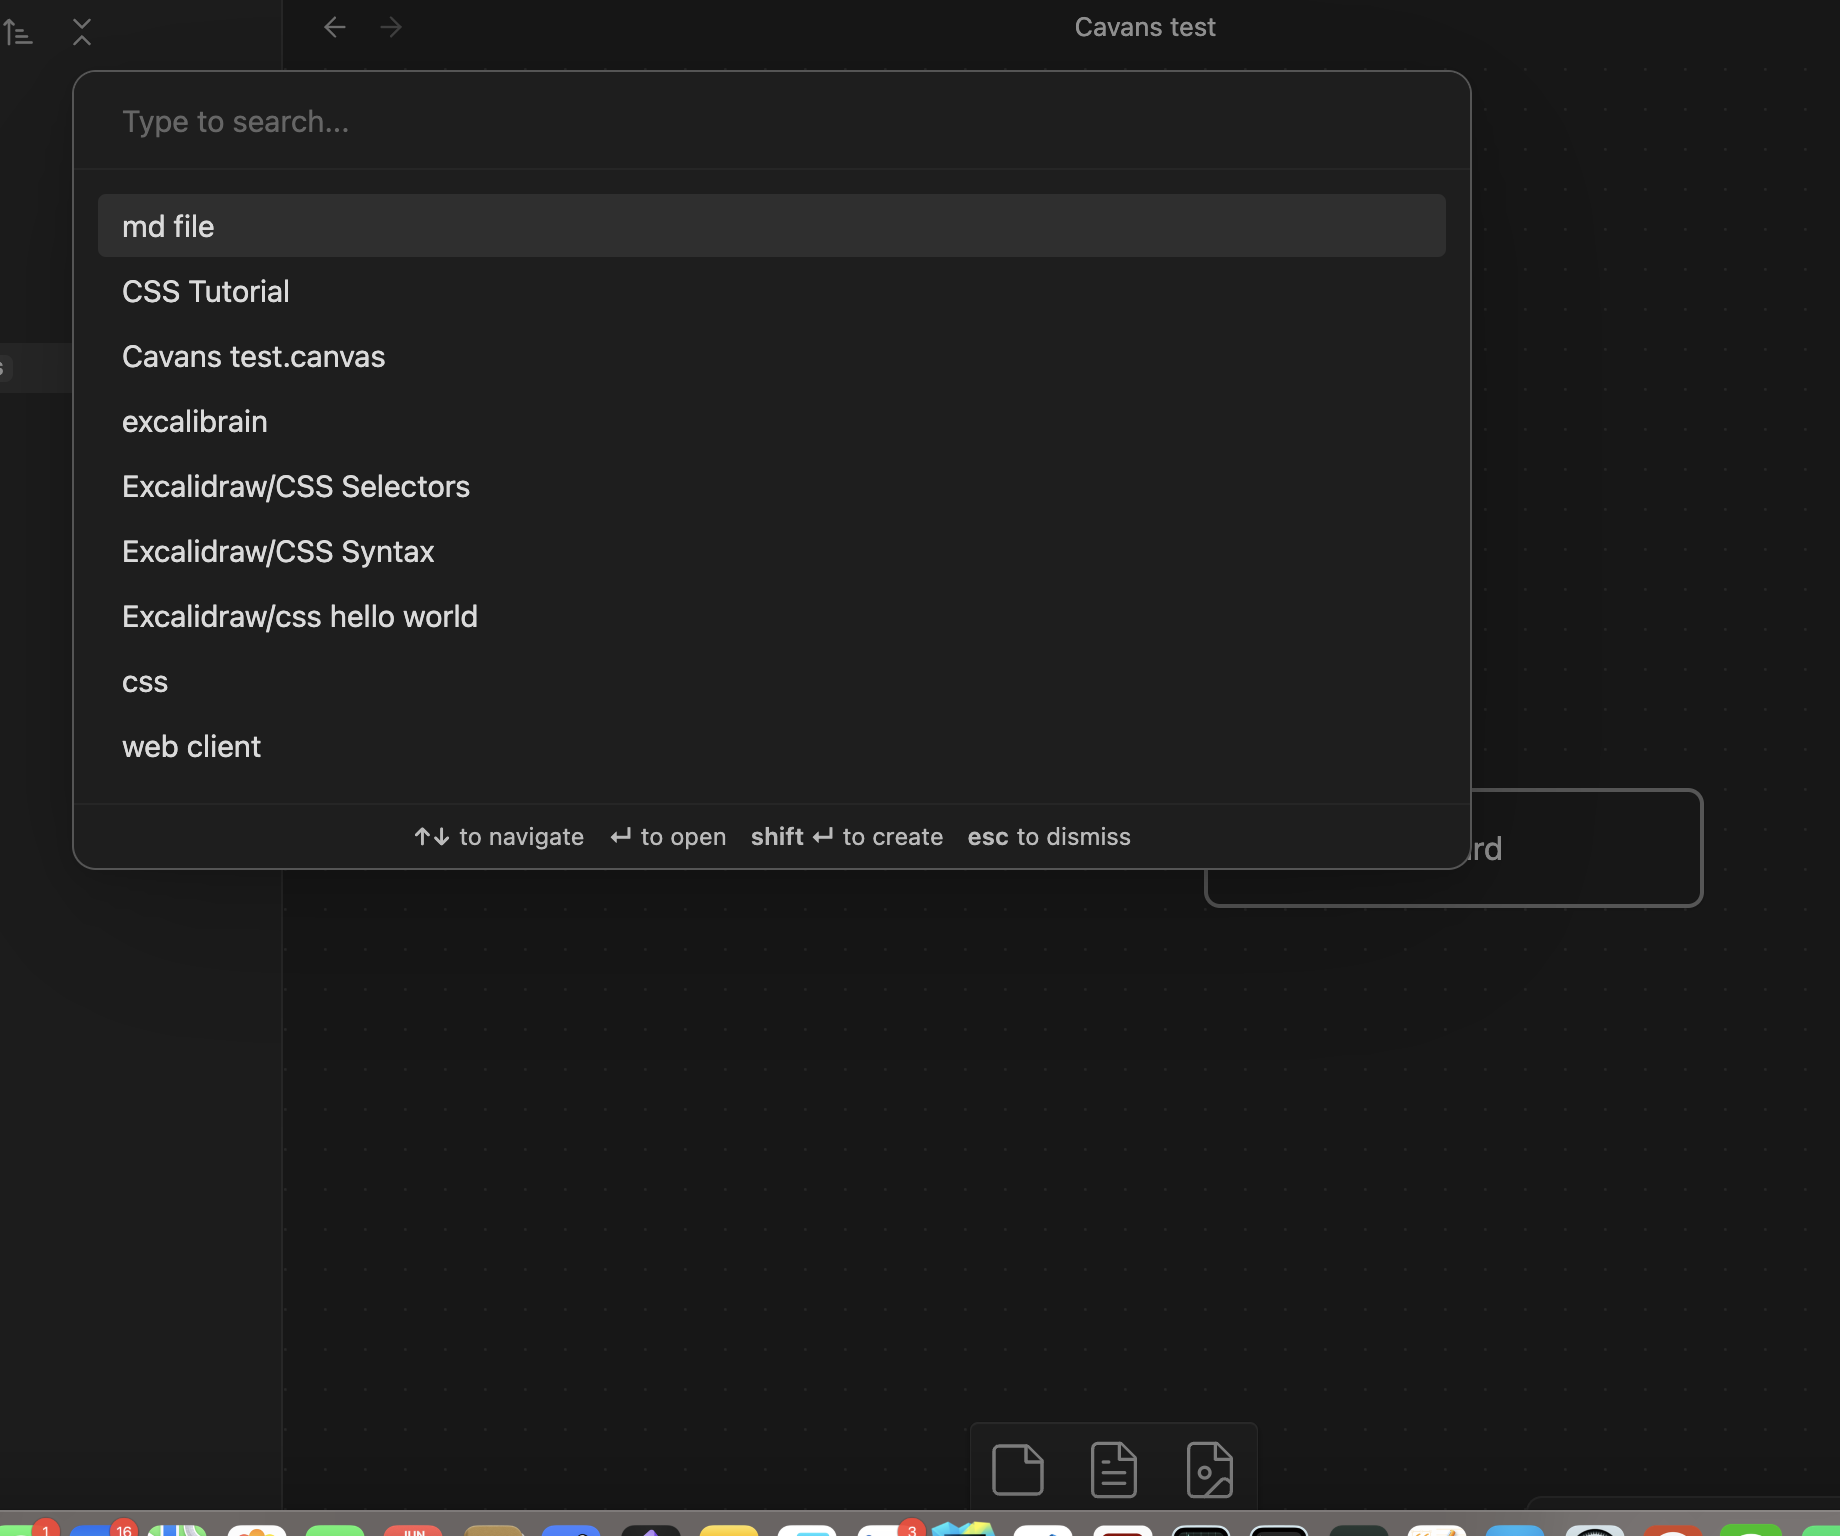 Cavans test
Type to search...
md file
CSS Tutorial
Cavans test.canvas
excalibrain
Excalidraw/CSS Selectors
Excalidraw/CSS Syntax
Excalidraw/css hello world
css
web client
↑↓ to navigate ↵ to open shift ↵ to create esc to dismiss
rd
1 16 JUN 3